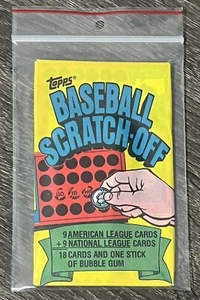 Topps
BASEBALL
SCRATCH-OFF
9 AMERICAN LEAGUE CARDS
+9 NATIONAL LEAGUE CARDS
18 CARDS AND ONE STICK
OF BUBBLE GUM